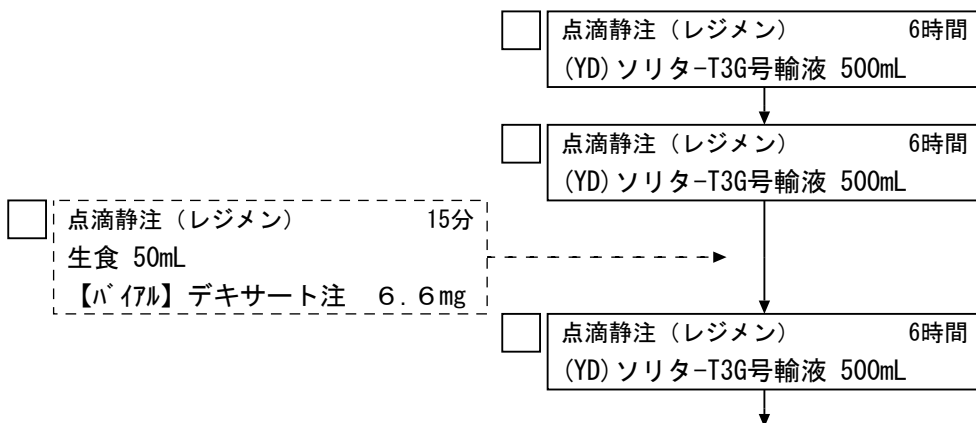 点滴静注（レジメン） 6時間
(YD)ソリタ-T3G号輸液 500mL
点滴静注（レジメン） 6時間
(YD)ソリタ-T3G号輸液 500mL
点滴静注（レジメン） 15分
生食 50mL
【ﾊﾞｲｱﾙ】デキサート注　６.６mg
点滴静注（レジメン） 6時間
(YD)ソリタ-T3G号輸液 500mL